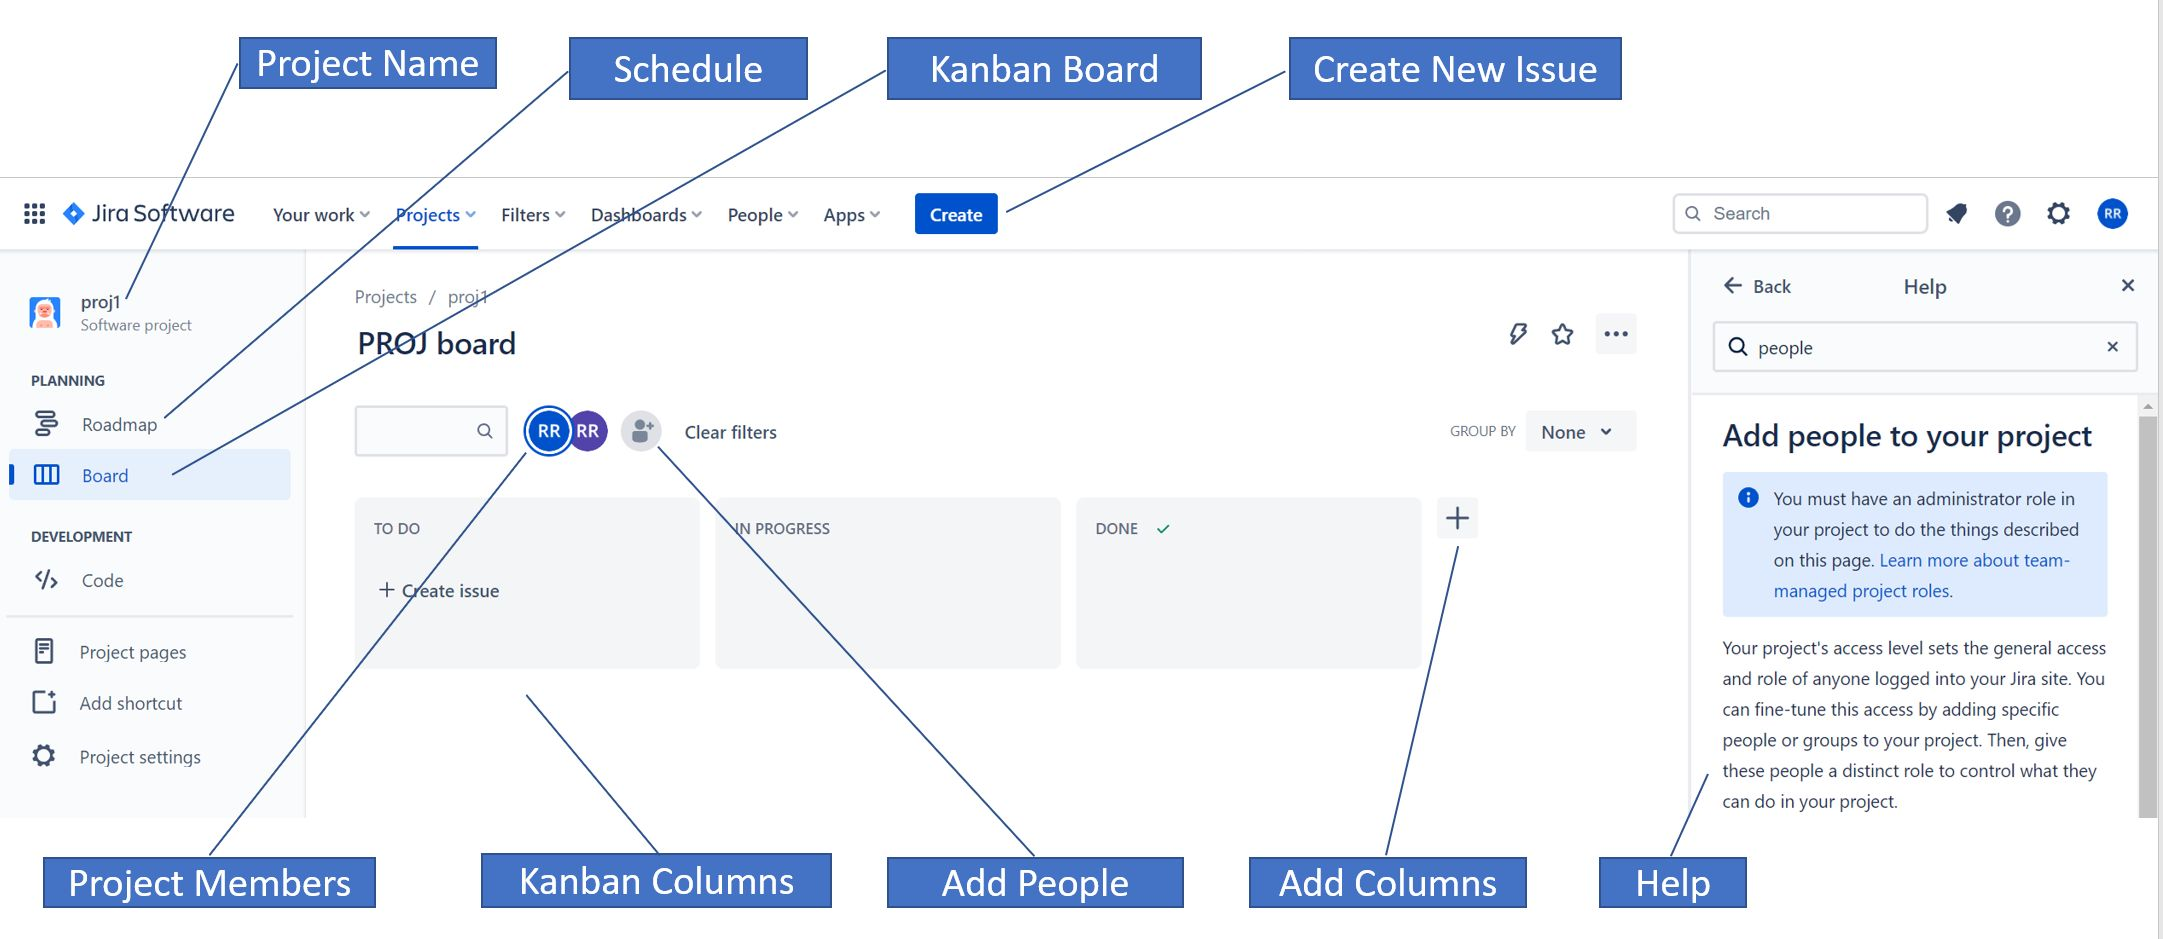 Project Name
Schedule
Kanban Board
Create New Issue
Jira Software
Your work
Projects
Filters
Dashboards
People
Apps
Create
Search
RR
proj1
Software project
PLANNING
Roadmap
Board
DEVELOPMENT
Code
Project pages
Add shortcut
Project settings
Projects / proj1
PROJ board
RR
RR
Clear filters
GROUP BY
None
TO DO
+ Create issue
IN PROGRESS
DONE
Back
Help
people
Add people to your project
You must have an administrator role in
your project to do the things described
on this page. Learn more about team-
managed project roles.
Your project's access level sets the general access
and role of anyone logged into your Jira site. You
can fine-tune this access by adding specific
people or groups to your project. Then, give
these people a distinct role to control what they
can do in your project.
Project Members
Kanban Columns
Add People
Add Columns
Help